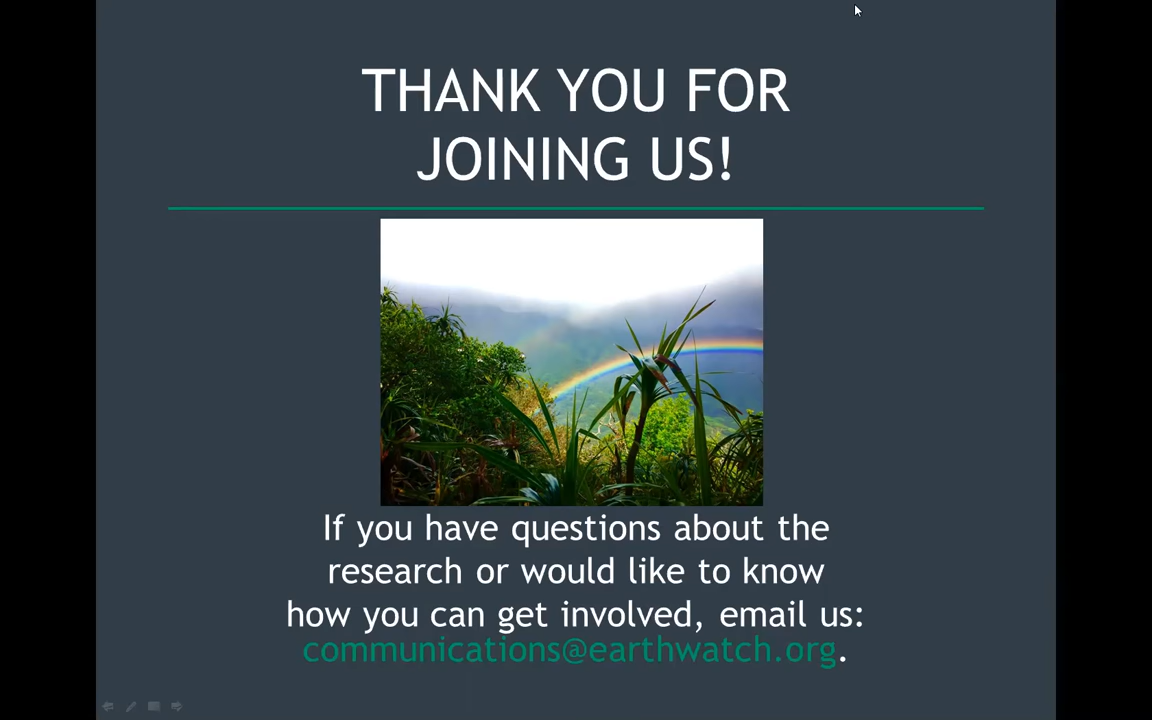 THANK YOU FOR
JOINING US!
If you have questions about the
research or would like to know
how you can get involved, email us:
communications@earthwatch.org.